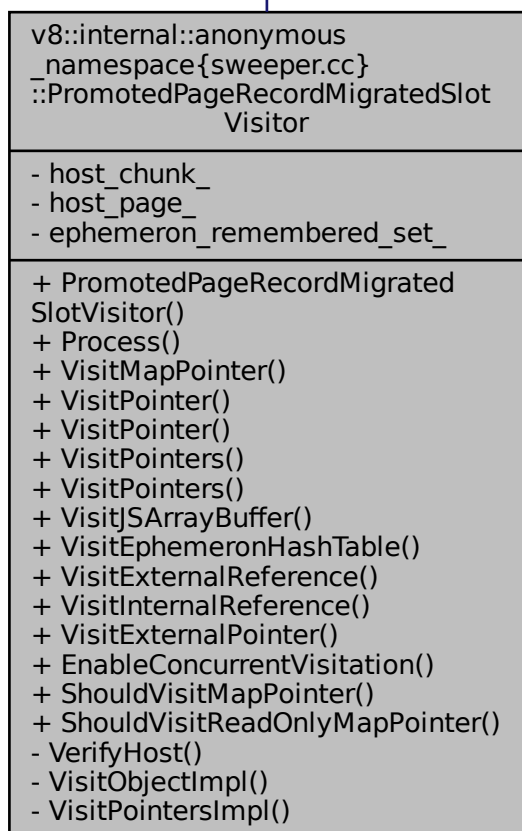 v8::internal::anonymous
_namespace{sweeper.cc}
::PromotedPageRecordMigratedSlot
Visitor
- host_chunk_
- host_page_
- ephemeron_remembered_set_
+ PromotedPageRecordMigrated
SlotVisitor()
+ Process()
+ VisitMapPointer()
+ VisitPointer()
+ VisitPointer()
+ VisitPointers()
+ VisitPointers()
+ VisitJSArrayBuffer()
+ VisitEphemeronHashTable()
+ VisitExternalReference()
+ VisitInternalReference()
+ VisitExternalPointer()
+ EnableConcurrentVisitation()
+ ShouldVisitMapPointer()
+ ShouldVisitReadOnlyMapPointer()
- VerifyHost()
- VisitObjectImpl()
- VisitPointersImpl()